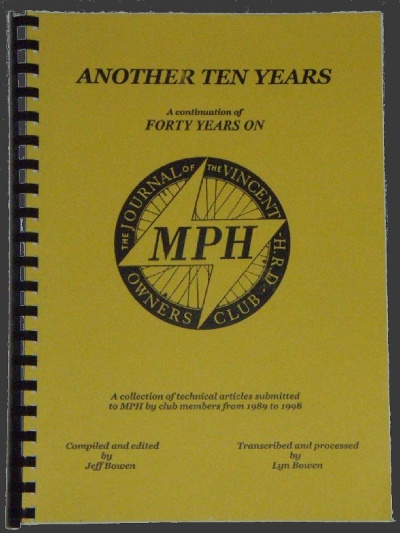 ANOTHER TEN YEARS
A continuation of
FORTY YEARS ON
THE JOURNAL OF THE VINCENT · H.R.D ·
MPH
OWNERS CLUB
A collection of technical articles submitted
to MPH by club members from 1989 to 1998
Compiled and edited
by
Jeff Bowen
Transcribed and processed
by
Lyn Bowen